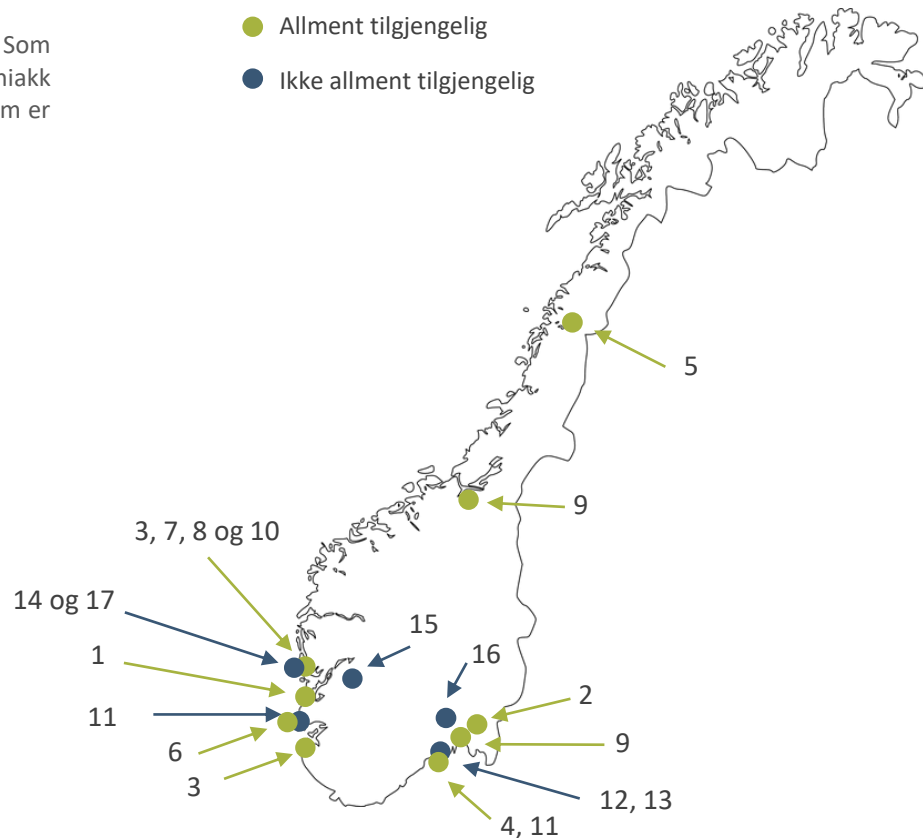 Som
niakk
m er
Allment tilgjengelig
Ikke allment tilgjengelig
5
9
3, 7, 8 og 10
14 og 17
15
1
16
2
11
6
9
3
12, 13
4, 11